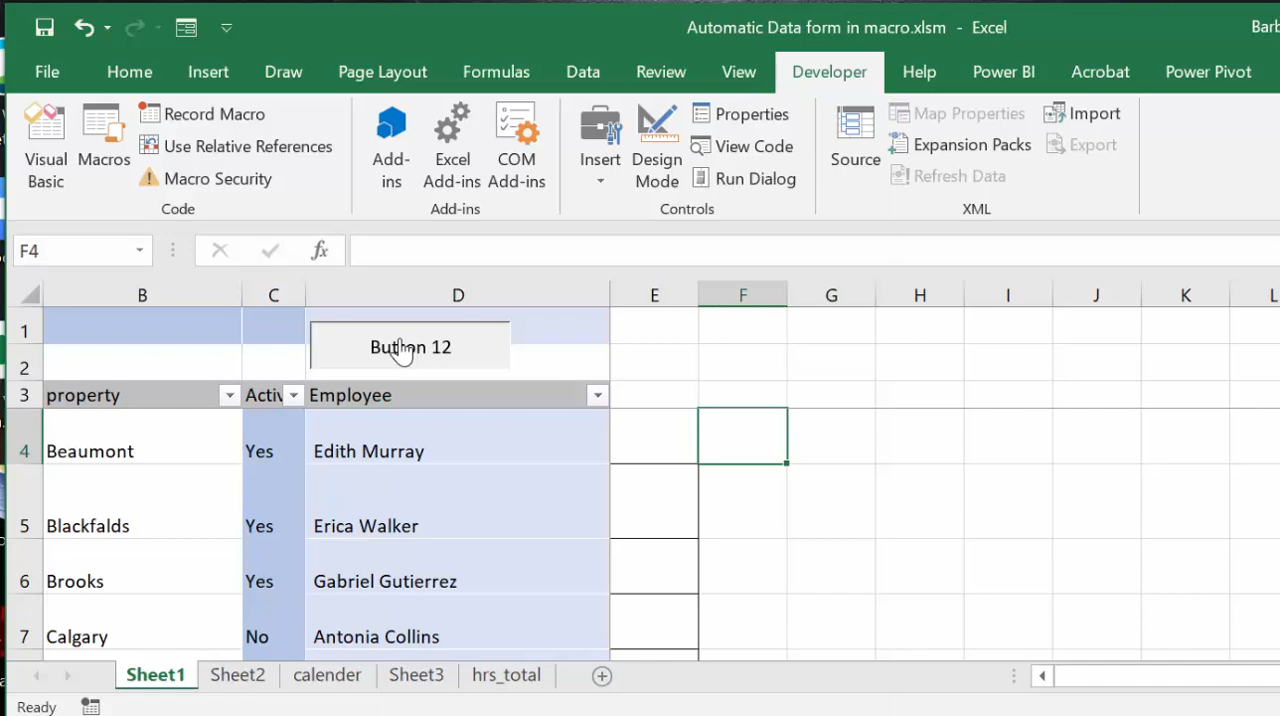 Automatic Data form in macro.xlsm - Excel
Barb
File Home Insert Draw Page Layout Formulas Data Review View Developer Help Power BI Acrobat Power Pivot
Visual Basic
Macros
Record Macro
Use Relative References
Macro Security
Code
Add-ins
Excel Add-ins
COM Add-ins
Add-ins
Insert
Design Mode
Properties
View Code
Run Dialog
Controls
Source
Map Properties
Expansion Packs
Refresh Data
Import
Export
XML
F4
fx
B C D E F G H I J K L
1
Button 12
2
3 property Activ Employee
4 Beaumont Yes Edith Murray
5 Blackfalds Yes Erica Walker
6 Brooks Yes Gabriel Gutierrez
7 Calgary No Antonia Collins
Sheet1 Sheet2 calender Sheet3 hrs_total
Ready